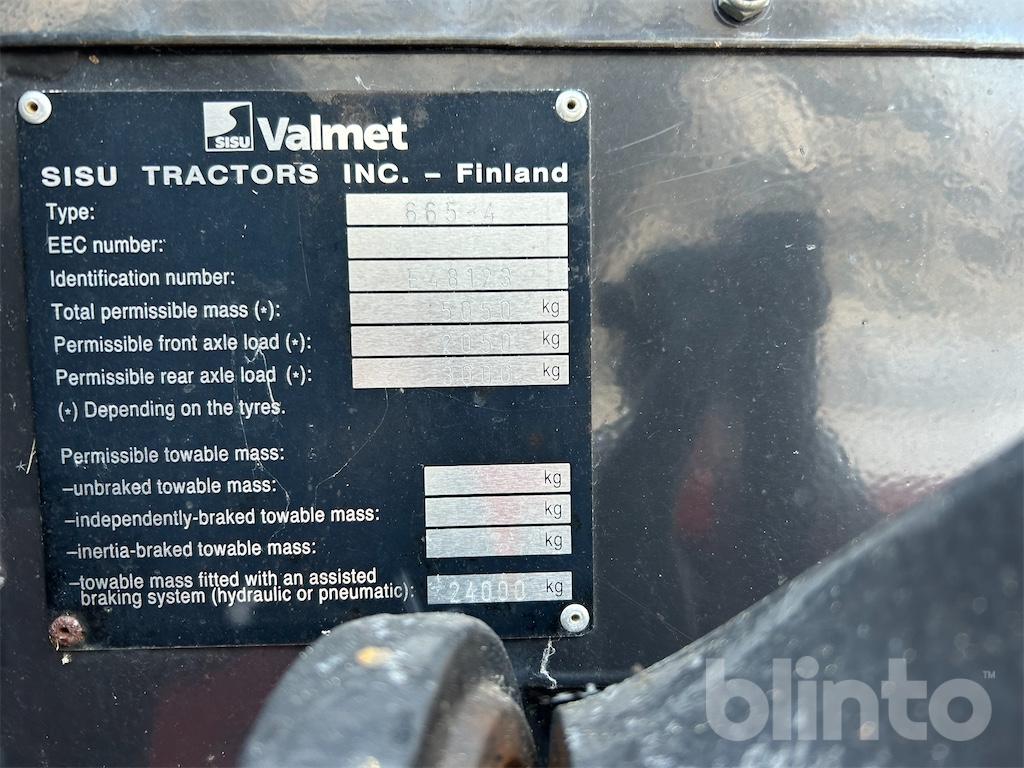 SISU Valmet
SISU TRACTORS INC. – Finland
Type: 665-4
EEC number:
Identification number: E48123
Total permissible mass (*): 5050 kg
Permissible front axle load (*): 2050 kg
Permissible rear axle load (*): 3000 kg
(*) Depending on the tyres.
Permissible towable mass:
–unbraked towable mass: kg
–independently-braked towable mass: kg
–inertia-braked towable mass: kg
–towable mass fitted with an assisted
braking system (hydraulic or pneumatic): 24000 kg
blinto™